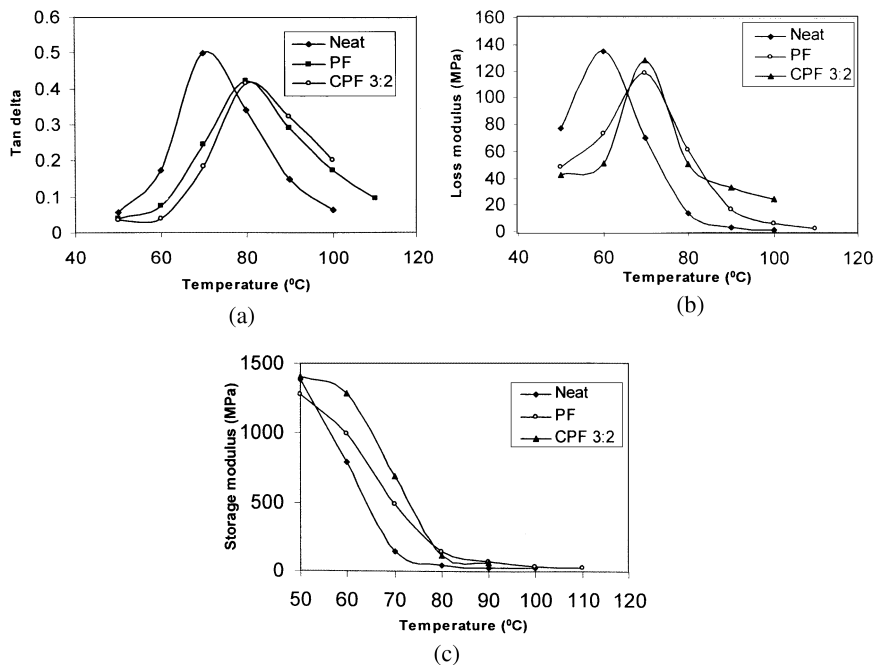 0.6
0.5
0.4
0.3
0.2
0.1
0
Tan delta
Neat
PF
CPF 3:2
40 60 80 100 120
Temperature (⁰C)
(a)
160
140
120
100
80
60
40
20
0
Loss modulus (MPa)
Neat
PF
CPF 3:2
40 60 80 100 120
Temperature (⁰C)
(b)
1500
1000
500
0
Storage modulus (MPa)
Neat
PF
CPF 3:2
50 60 70 80 90 100 110 120
Temperature (⁰C)
(c)